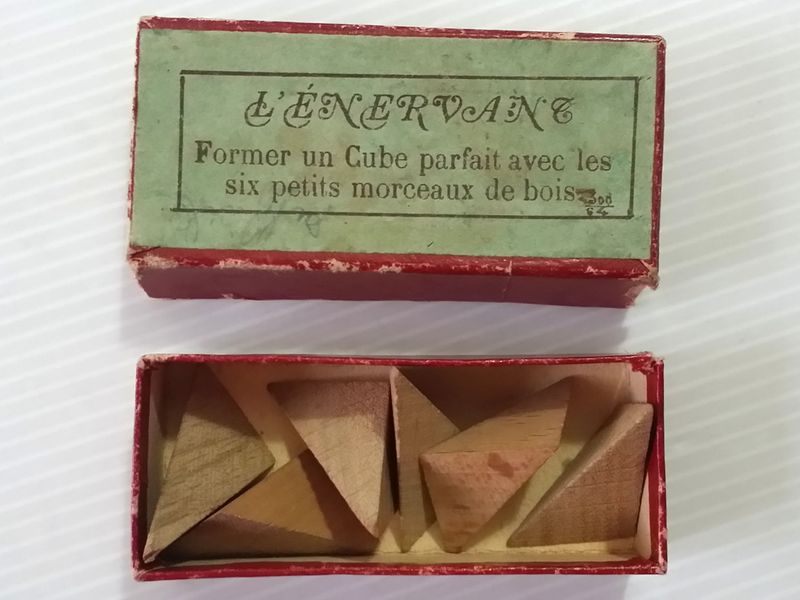 L'ÉNERVANT
Former un Cube parfait avec les
six petits morceaux de bois